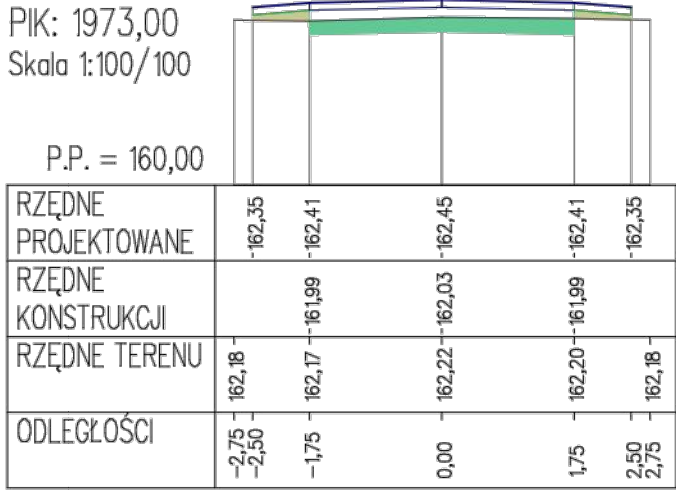 PIK: 1973,00
Skala 1:100/100
P.P. = 160,00
RZĘDNE
PROJEKTOWANE
-162,35
-162,41
-162,45
-162,41
-162,35
RZĘDNE
KONSTRUKCJI
-161,99
-162,03
-161,99
RZĘDNE TERENU
162,18
162,17
162,22
162,20
162,18
ODLEGŁOŚCI
-2,75
-2,50
-1,75
0,00
1,75
2,50
2,75